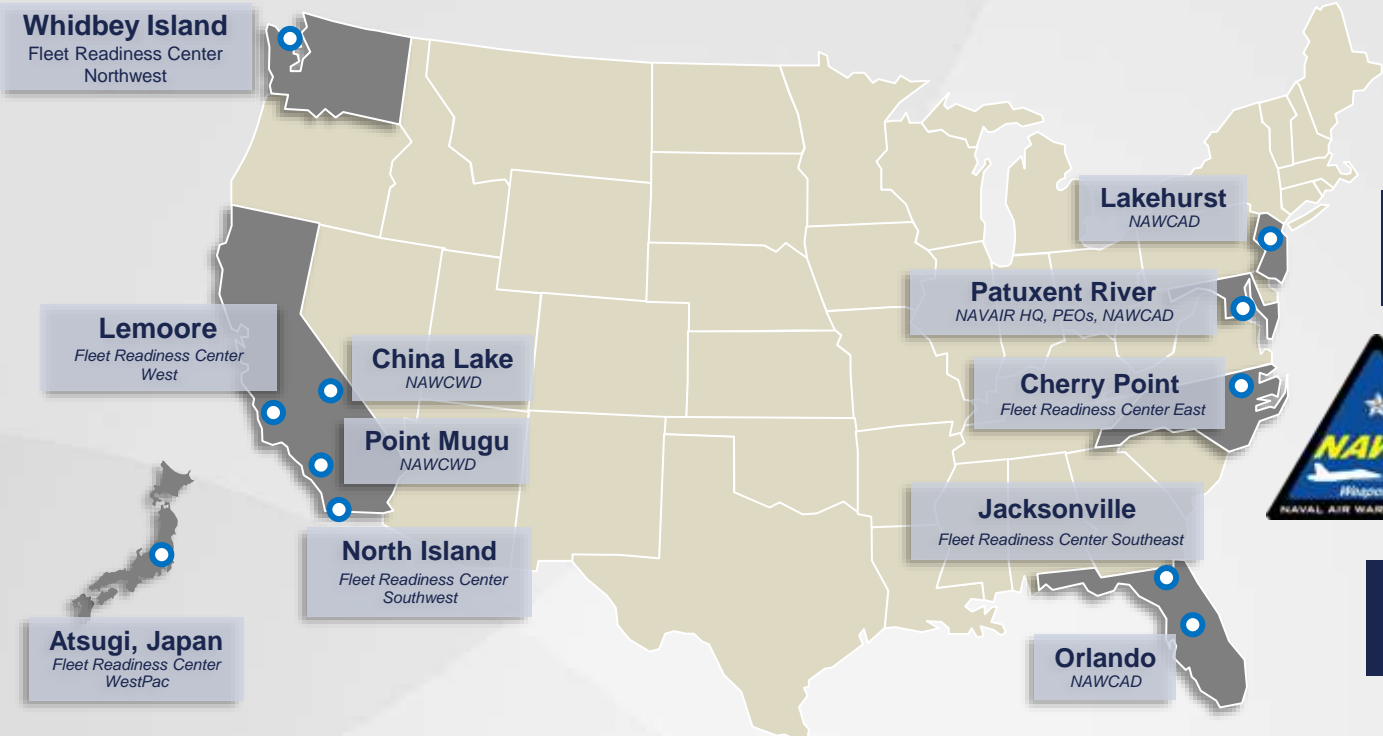 Whidbey Island
Fleet Readiness Center
Northwest
Lakehurst
NAWCAD
Patuxent River
NAVAIR HQ, PEOs, NAWCAD
Lemoore
Fleet Readiness Center
West
China Lake
NAWCWD
Cherry Point
Fleet Readiness Center East
Point Mugu
NAWCWD
Jacksonville
Fleet Readiness Center Southeast
North Island
Fleet Readiness Center
Southwest
Atsugi, Japan
Fleet Readiness Center
WestPac
Orlando
NAWCAD
NAVAL AIR